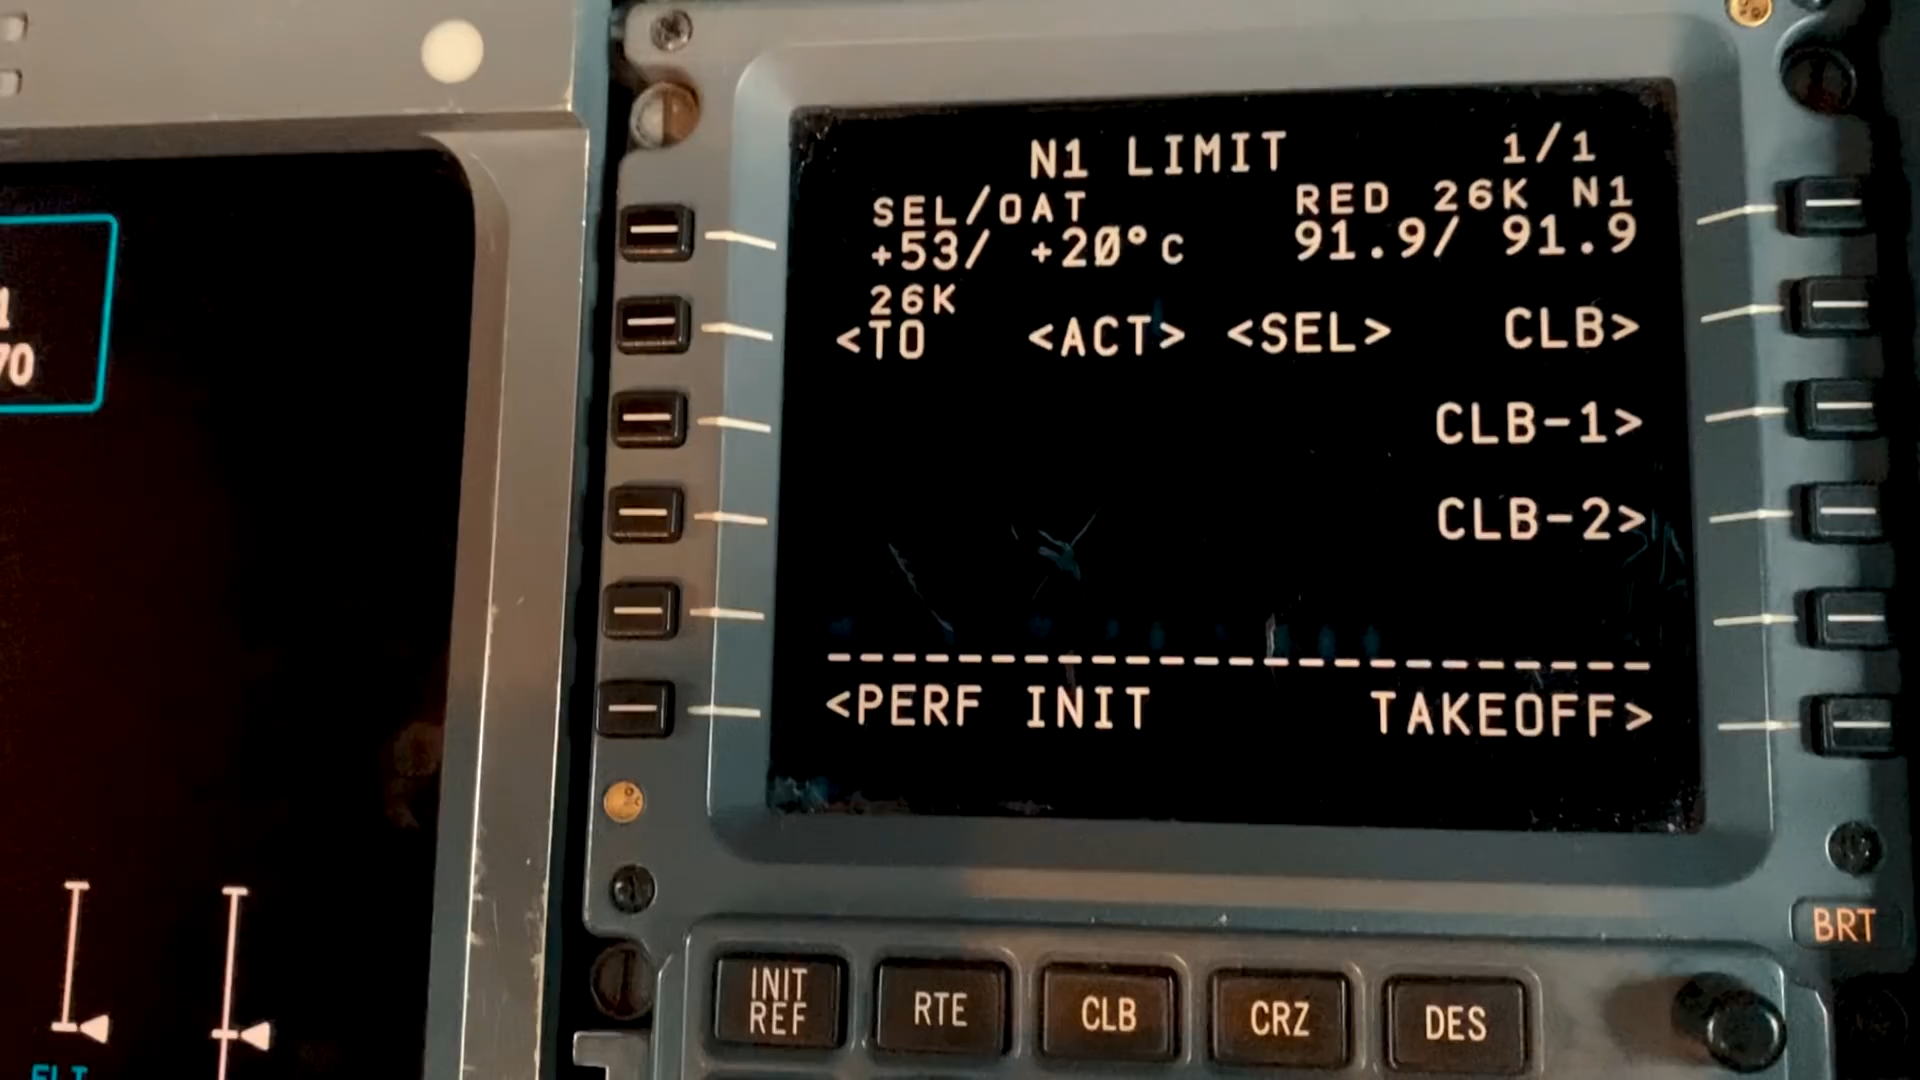 N1 LIMIT 1/1
SEL/OAT RED 26K N1
+53/ +20°C 91.9/ 91.9
26K
<TO <ACT> <SEL> CLB>
CLB-1>
CLB-2>
--------------------------
<PERF INIT TAKEOFF>
BRT
INIT REF
RTE
CLB
CRZ
DES
70